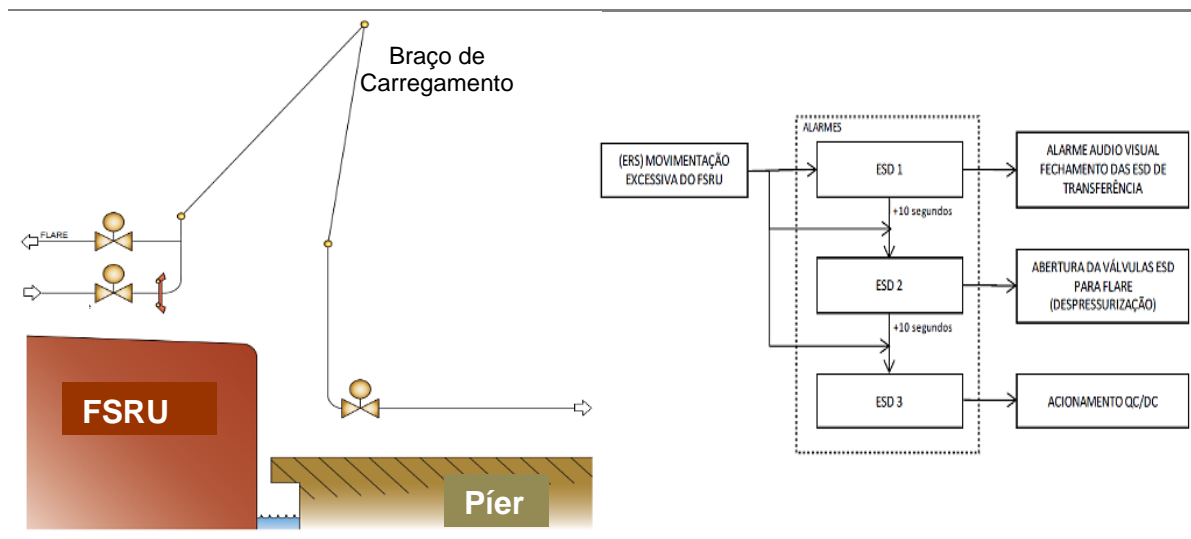 Braço de
Carregamento
FLARE
FSRU
Píer
ALARMES
(ERS) MOVIMENTAÇÃO
EXCESSIVA DO FSRU
ESD 1
ALARME AUDIO VISUAL
FECHAMENTO DAS ESD DE
TRANSFERÊNCIA
+10 segundos
ESD 2
ABERTURA DA VÁLVULAS ESD
PARA FLARE
(DESPRESSURIZAÇÃO)
+10 segundos
ESD 3
ACIONAMENTO QC/DC